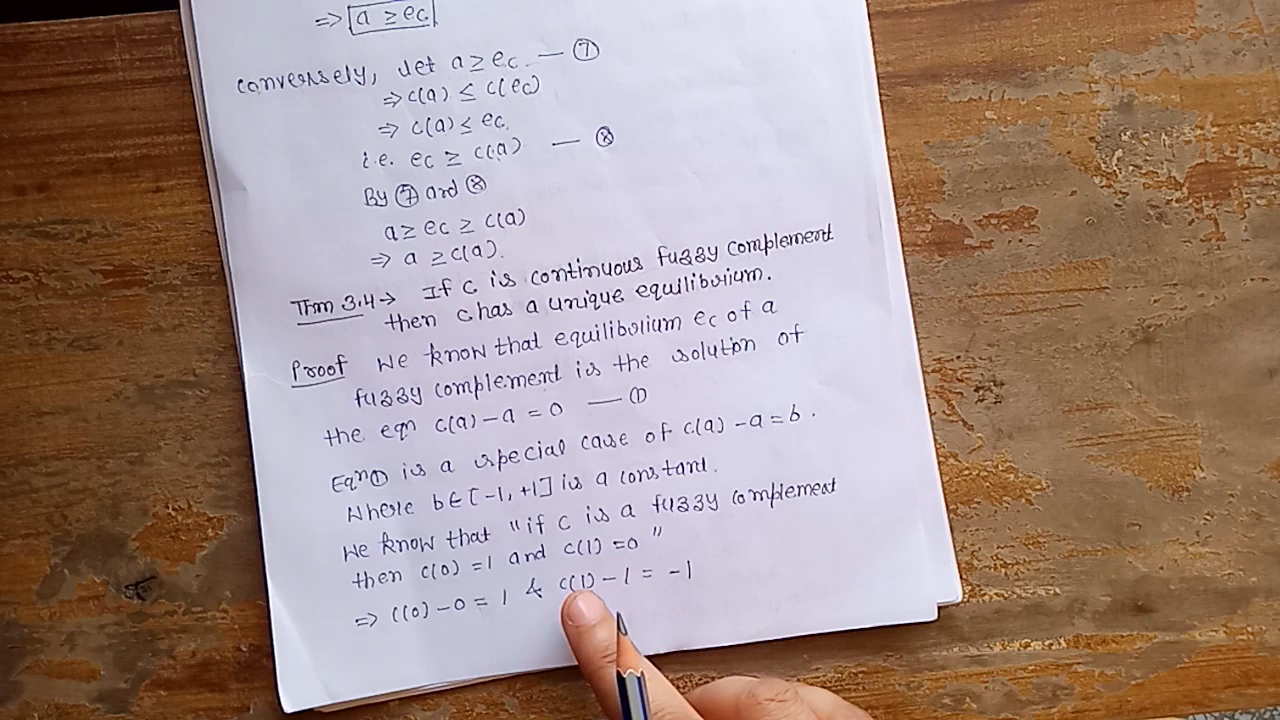 => a ≥ ec
conversely, let a ≥ ec. — ⑦
=> c(a) ≤ c(ec)
=> c(a) ≤ ec.
i.e. ec ≥ c(a) — ⑧
By ⑦ and ⑧
a ≥ ec ≥ c(a)
=> a ≥ c(a).
Thm 3.4 → If c is continuous fuzzy complement
then c has a unique equilibrium.
Proof We know that equilibrium ec of a
fuzzy complement is the solution of
the eqn c(a) - a = 0 — ①
Eqn ① is a special case of c(a) - a = b.
Where b ∈ [-1, +1] is a constant.
We know that "if c is a fuzzy complement
then c(0) = 1 and c(1) = 0"
=> c(0) - 0 = 1 & c(1) - 1 = -1